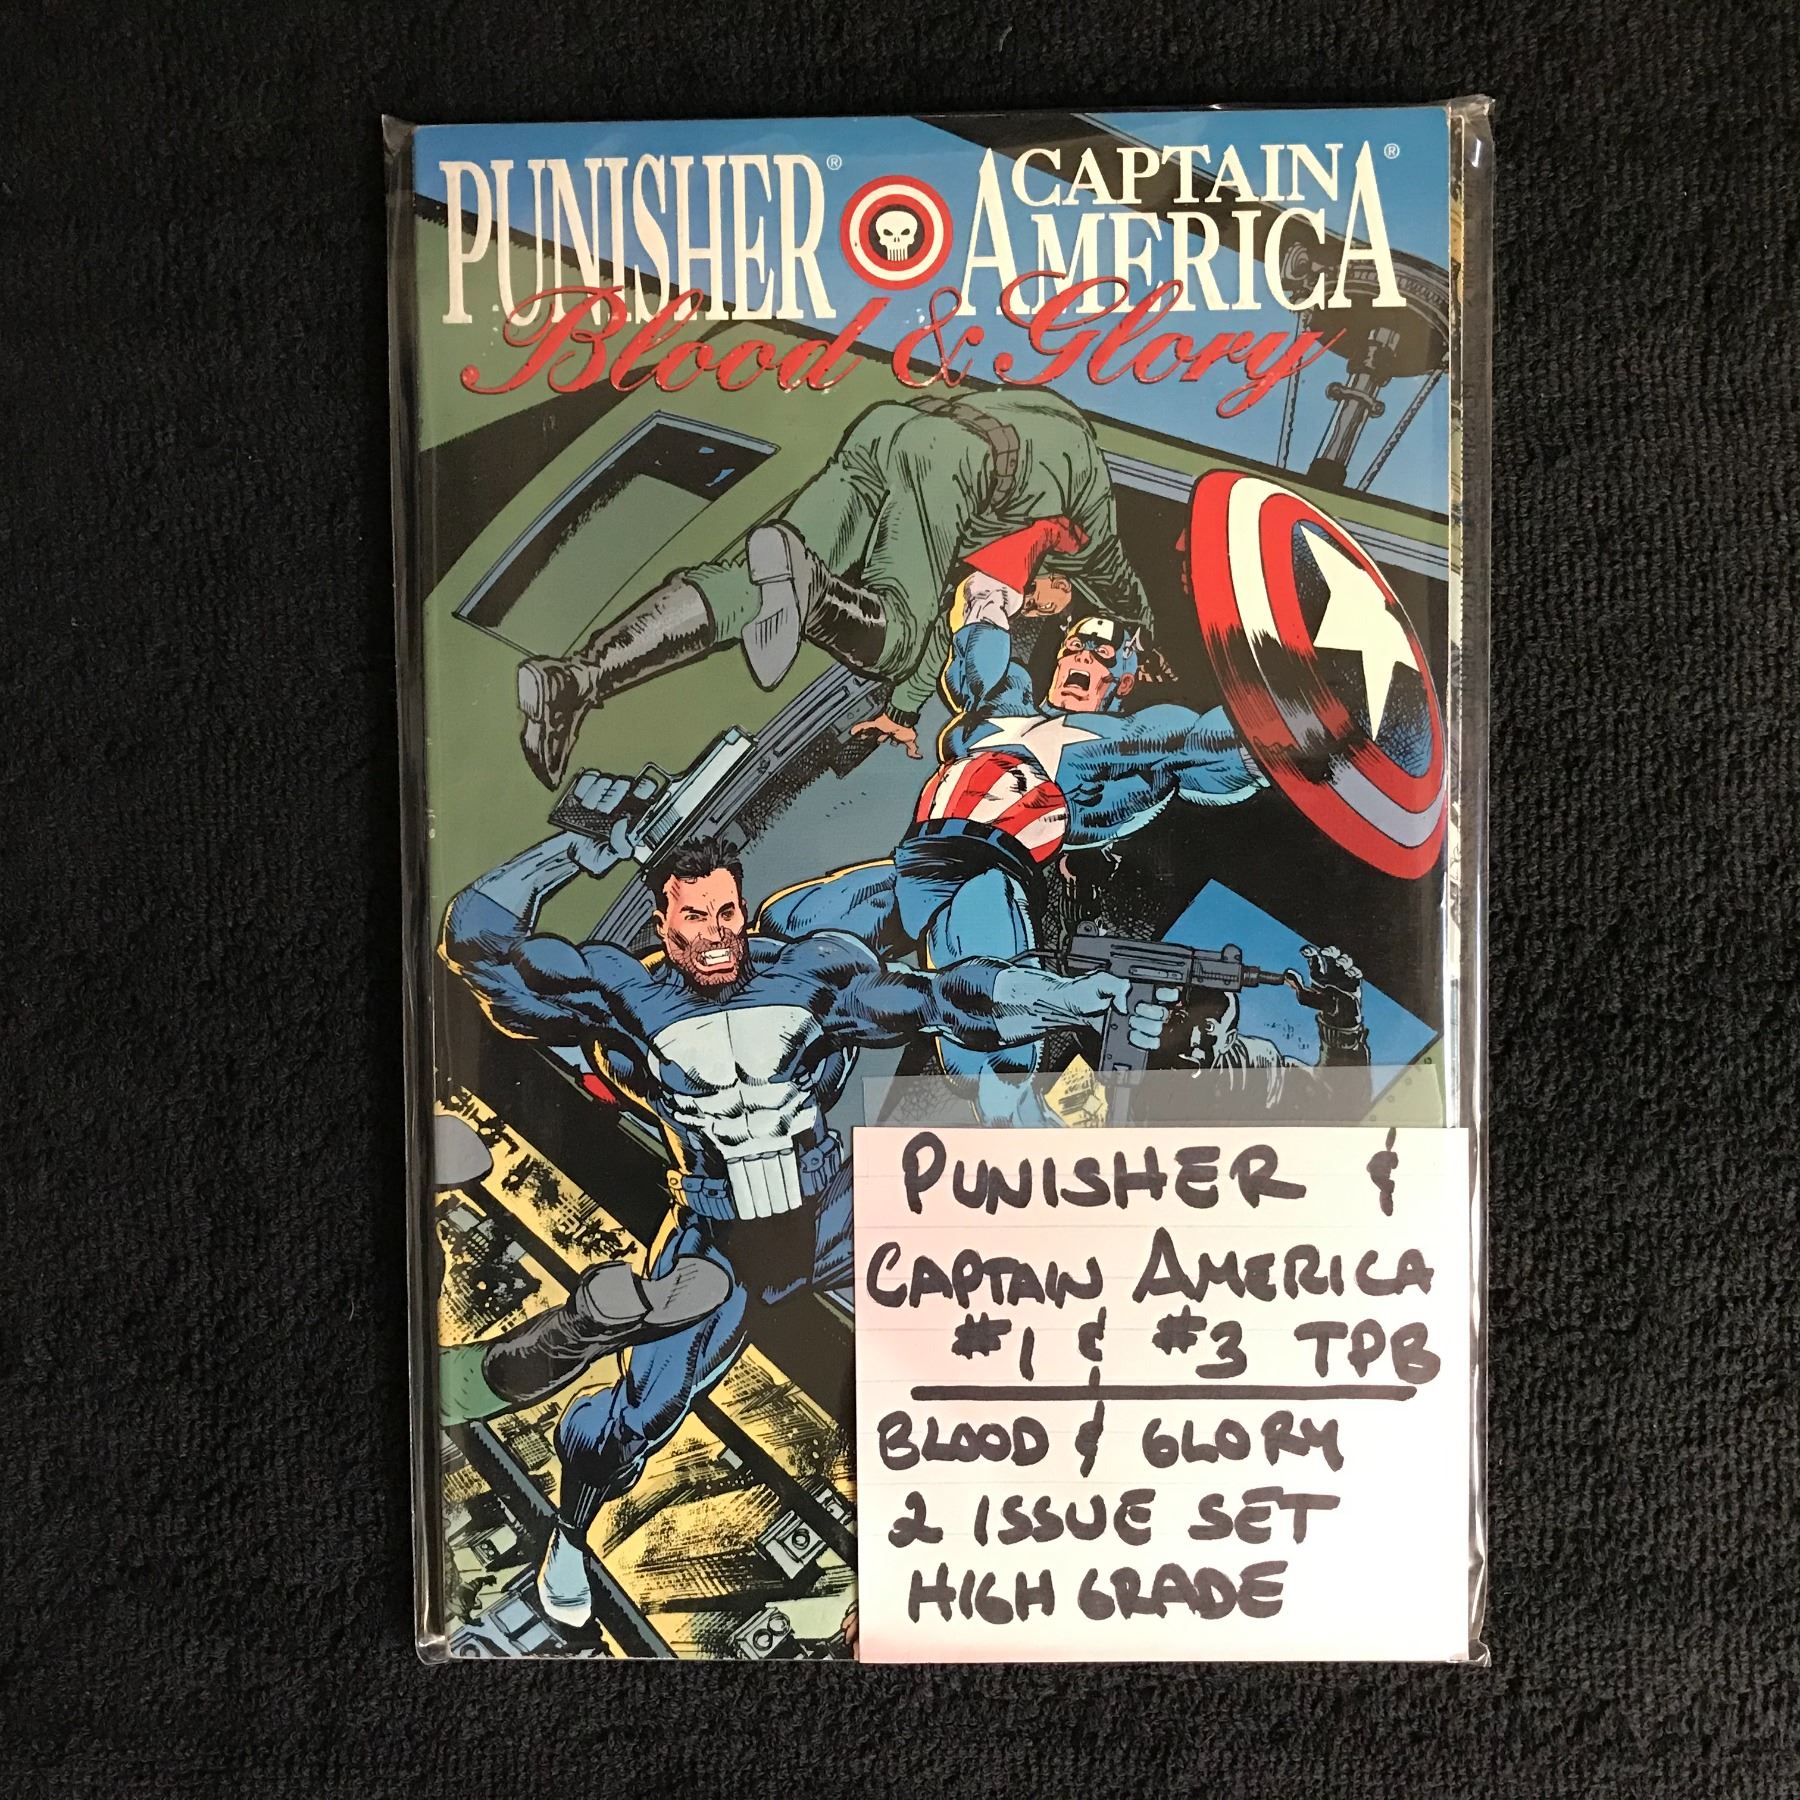 PUNISHER®
CAPTAIN
AMERICA®
Blood & Glory
PUNISHER &
CAPTAIN AMERICA
#1 & #3 TPB
BLOOD & GLORY
2 ISSUE SET
HIGH GRADE